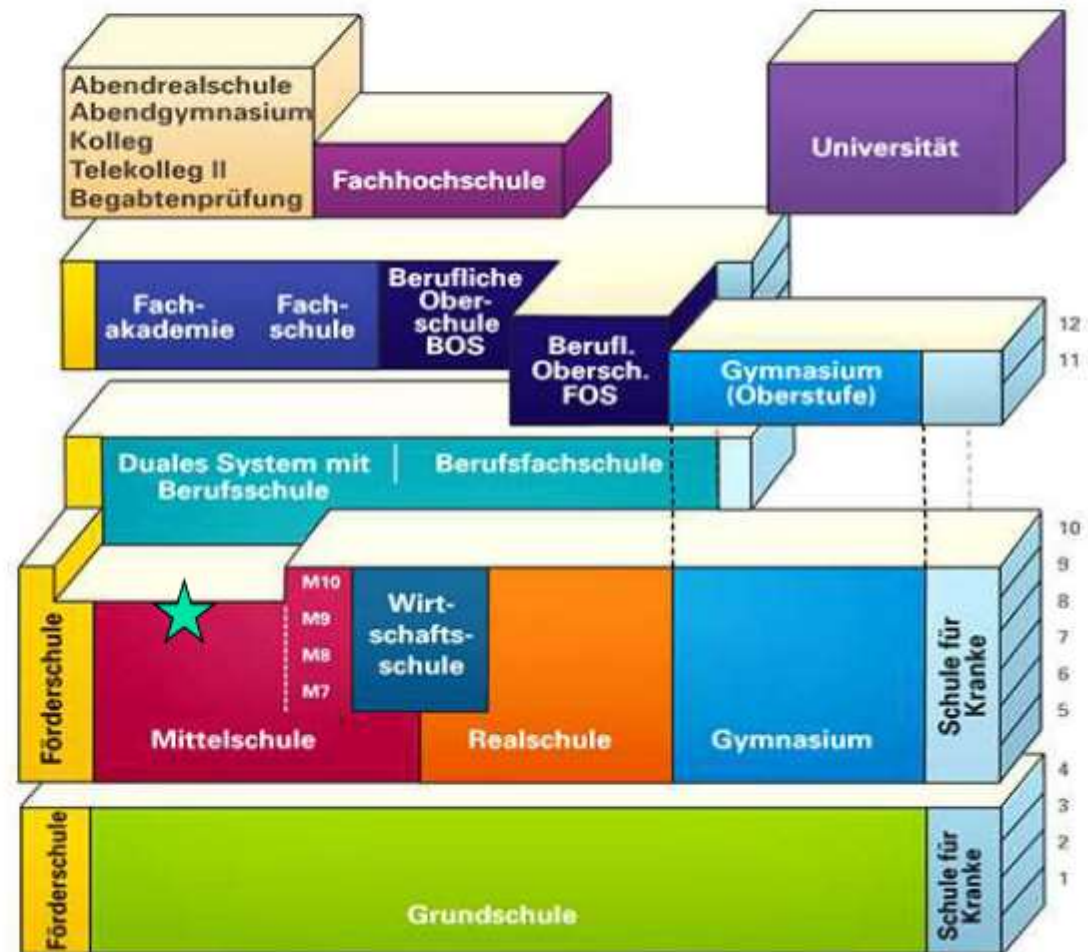 Abendrealschule
Abendgymnasium
Kolleg
Telekolleg II
Begabtenprüfung
Fachhochschule
Universität
Fach-
akademie
Fach-
schule
Berufliche
Ober-
schule
BOS
Berufl.
Obersch.
FOS
Gymnasium
(Oberstufe)
12
11
Duales System mit
Berufsschule
Berufsfachschule
10
9
8
7
6
5
Förderschule
Mittelschule
M10
M9
M8
M7
Wirt-
schafts-
schule
Realschule
Gymnasium
Schule für
Kranke
4
3
2
1
Förderschule
Grundschule
Schule für
Kranke